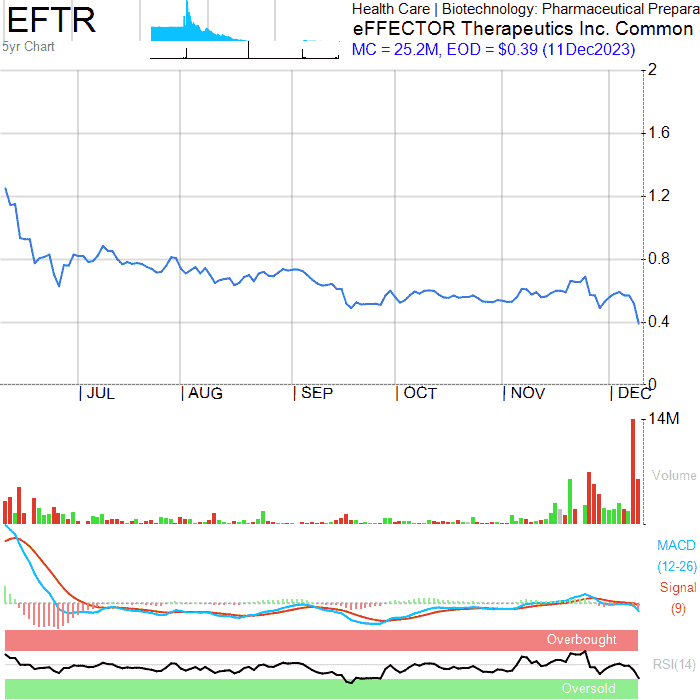 EFTR
5yr Chart
Health Care | Biotechnology: Pharmaceutical Prepara
eFFECTOR Therapeutics Inc. Common
MC = 25.2M, EOD = $0.39 (11Dec2023)
2
1.6
1.2
0.8
0.4
0
| JUL | AUG | SEP | OCT | NOV | DEC
14M
Volume
MACD
(12-26)
Signal
(9)
Overbought
RSI(14)
Oversold